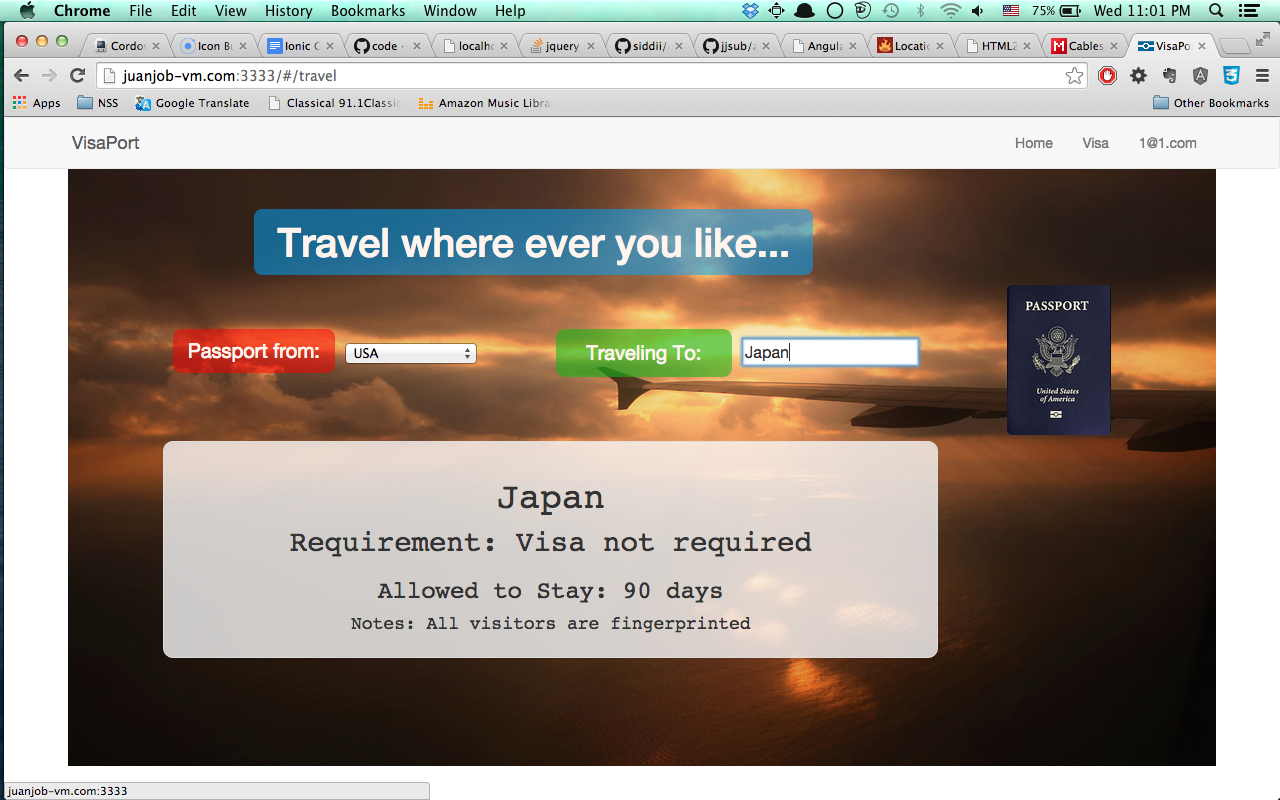 Chrome File Edit View History Bookmarks Window Help 75% Wed 11:01 PM
Cordov Icon Bu Ionic C code - localho jquery siddii/ jjsub/a Angula Locatio HTML2 Cables VisaPo
juanjob-vm.com:3333/#/travel
Apps NSS Google Translate Classical 91.1Classic Amazon Music Libra Other Bookmarks
VisaPort Home Visa 1@1.com
Travel where ever you like...
PASSPORT
Passport from: USA Traveling To: Japan
United States
of America
Japan
Requirement: Visa not required
Allowed to Stay: 90 days
Notes: All visitors are fingerprinted
juanjob-vm.com:3333